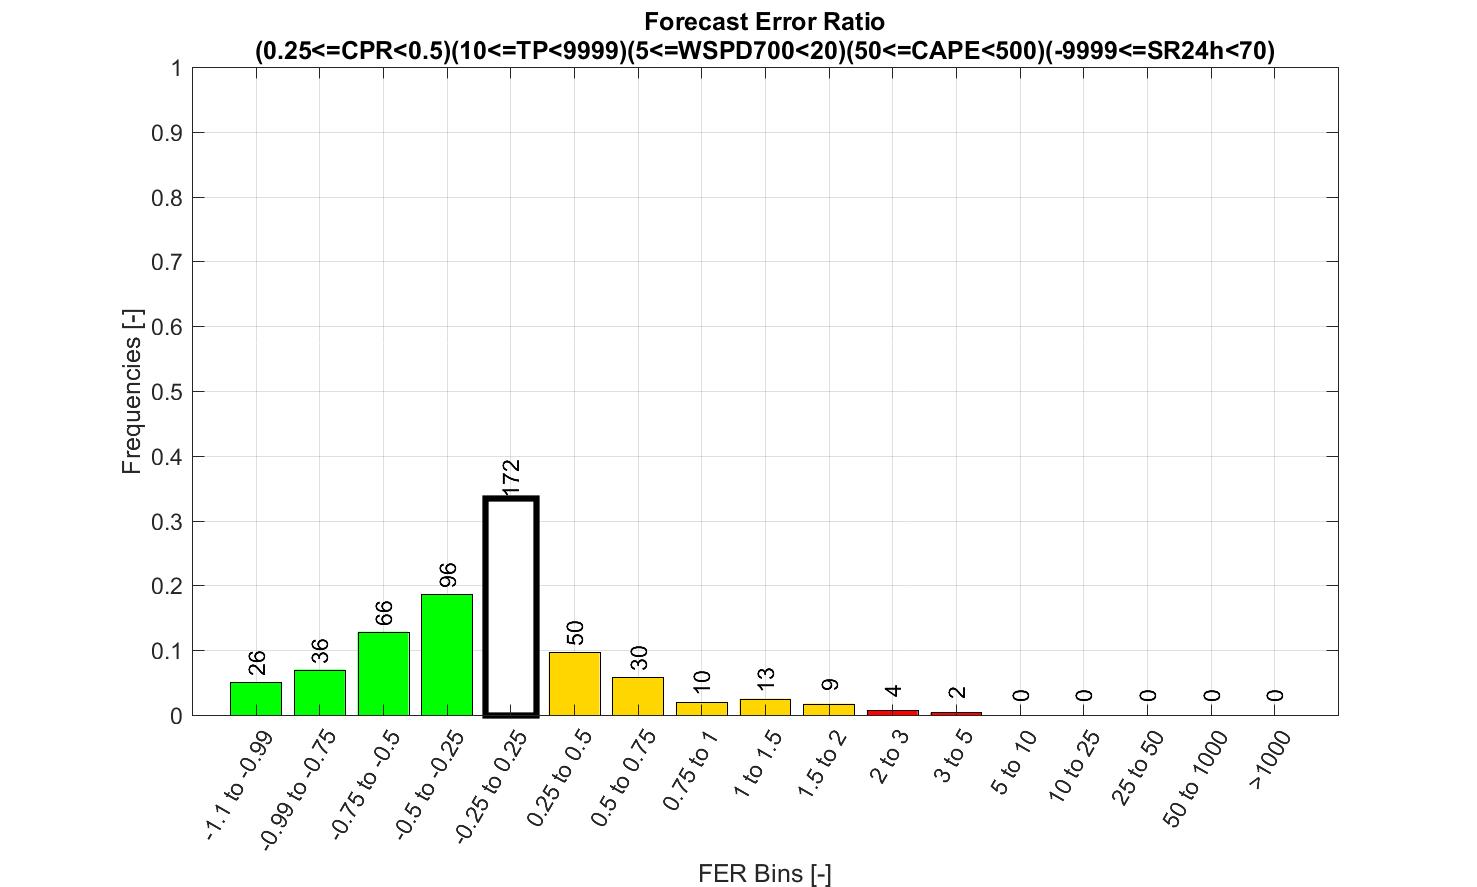 Forecast Error Ratio
(0.25<=CPR<0.5)(10<=TP<9999)(5<=WSPD700<20)(50<=CAPE<500)(-9999<=SR24h<70)
1
0.9
0.8
0.7
0.6
0.5
0.4
0.3
0.2
0.1
0
Frequencies [-]
26
36
66
96
172
50
30
10
13
9
4
2
0
0
0
0
0
-1.1 to -0.99
-0.99 to -0.75
-0.75 to -0.5
-0.5 to -0.25
-0.25 to 0.25
0.25 to 0.5
0.5 to 0.75
0.75 to 1
1 to 1.5
1.5 to 2
2 to 3
3 to 5
5 to 10
10 to 25
25 to 50
50 to 1000
>1000
FER Bins [-]